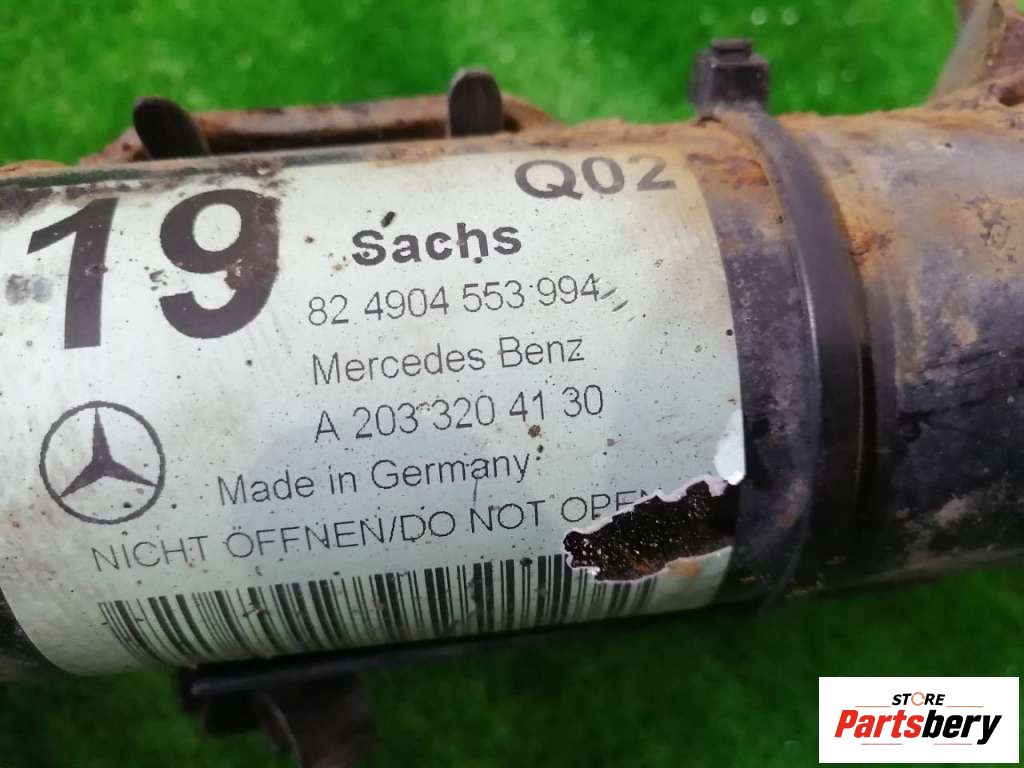 19
Q02
Sachs
82 4904 553 994
Mercedes Benz
A 203 320 41 30
Made in Germany
NICHT ÖFFNEN/DO NOT OPEN
STORE
Partsbery